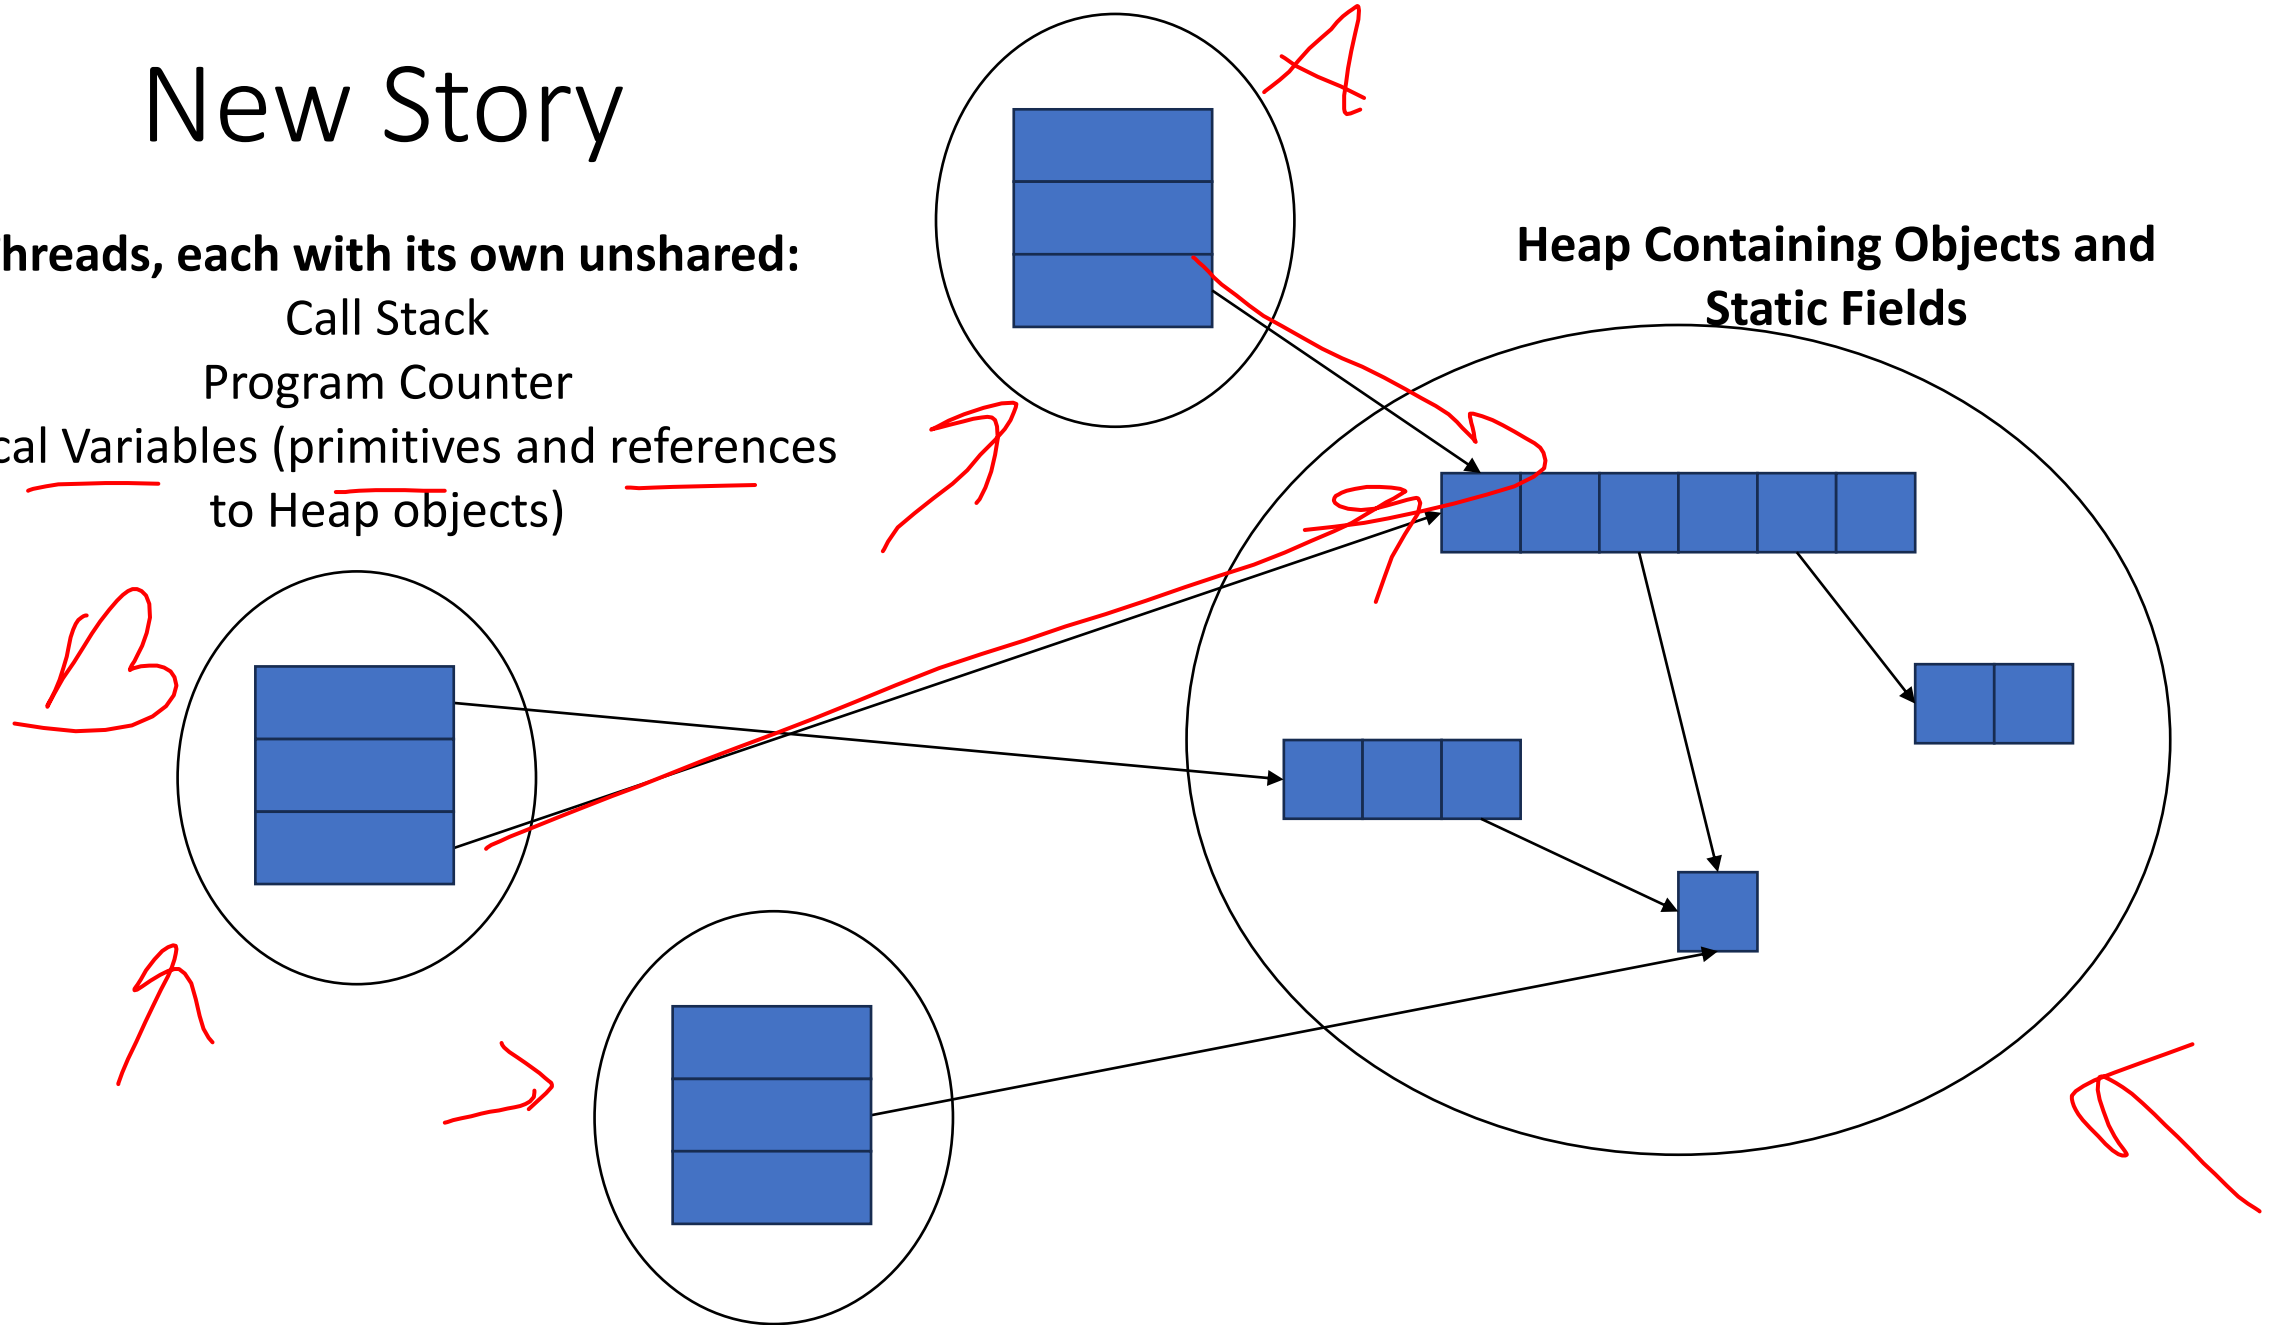 New Story
hreads, each with its own unshared:
Call Stack
Program Counter
cal Variables (primitives and references
to Heap objects)
A
Heap Containing Objects and
Static Fields
B